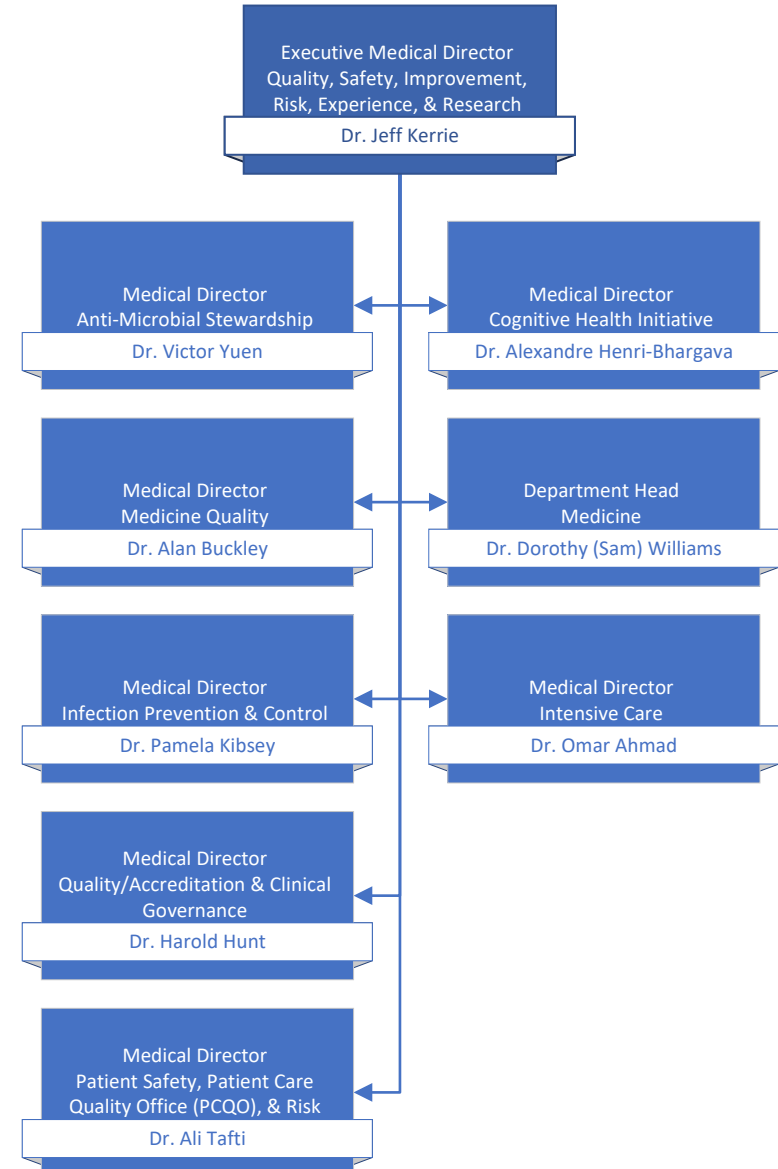 Executive Medical Director
Quality, Safety, Improvement,
Risk, Experience, & Research
Dr. Jeff Kerrie
Medical Director
Anti-Microbial Stewardship
Dr. Victor Yuen
Medical Director
Cognitive Health Initiative
Dr. Alexandre Henri-Bhargava
Medical Director
Medicine Quality
Dr. Alan Buckley
Department Head
Medicine
Dr. Dorothy (Sam) Williams
Medical Director
Infection Prevention & Control
Dr. Pamela Kibsey
Medical Director
Intensive Care
Dr. Omar Ahmad
Medical Director
Quality/Accreditation & Clinical
Governance
Dr. Harold Hunt
Medical Director
Patient Safety, Patient Care
Quality Office (PCQO), & Risk
Dr. Ali Tafti